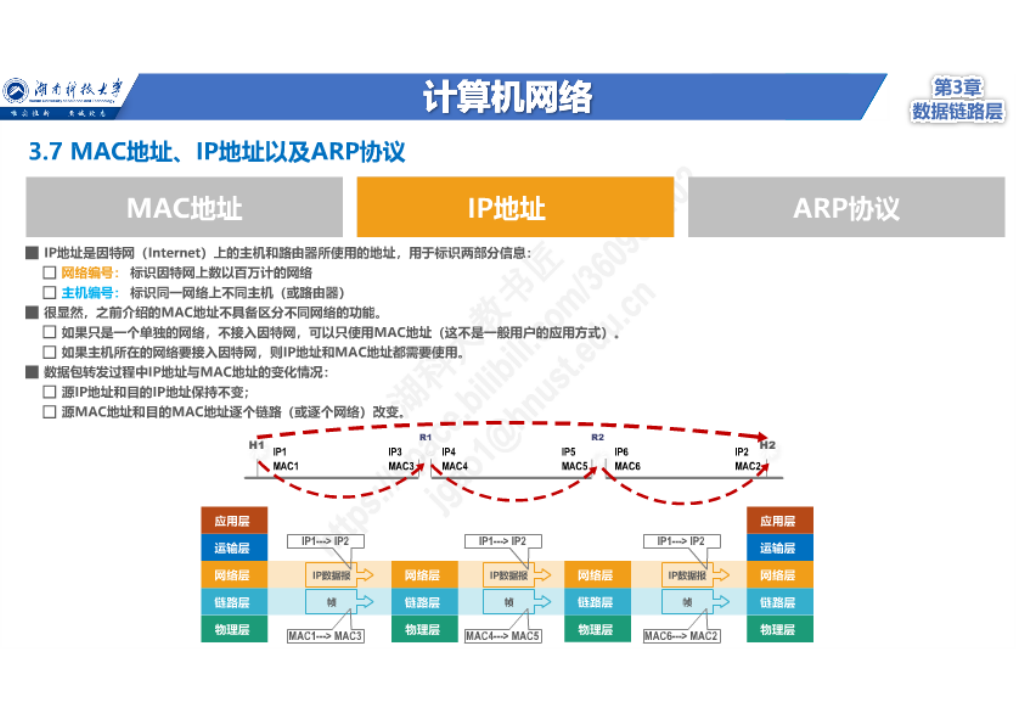 湖南科技大学
计算机网络
第3章
数据链路层
3.7 MAC地址、IP地址以及ARP协议
MAC地址
IP地址
ARP协议
IP地址是因特网（Internet）上的主机和路由器所使用的地址，用于标识两部分信息：
网络编号： 标识因特网上数以百万计的网络
主机编号： 标识同一网络上不同主机（或路由器）
很显然，之前介绍的MAC地址不具备区分不同网络的功能。
如果只是一个单独的网络，不接入因特网，可以只使用MAC地址（这不是一般用户的应用方式）。
如果主机所在的网络要接入因特网，则IP地址和MAC地址都需要使用。
数据包转发过程中IP地址与MAC地址的变化情况：
源IP地址和目的IP地址保持不变；
源MAC地址和目的MAC地址逐个链路（或逐个网络）改变。
H1
R1
R2
H2
IP1
IP3
IP4
IP5
IP6
IP2
MAC1
MAC3
MAC4
MAC5
MAC6
MAC2
应用层
应用层
运输层
IP1---> IP2
IP1---> IP2
IP1---> IP2
运输层
网络层
IP数据报
网络层
IP数据报
网络层
IP数据报
网络层
链路层
帧
链路层
帧
链路层
帧
链路层
物理层
MAC1---> MAC3
物理层
MAC4---> MAC5
物理层
MAC6---> MAC2
物理层